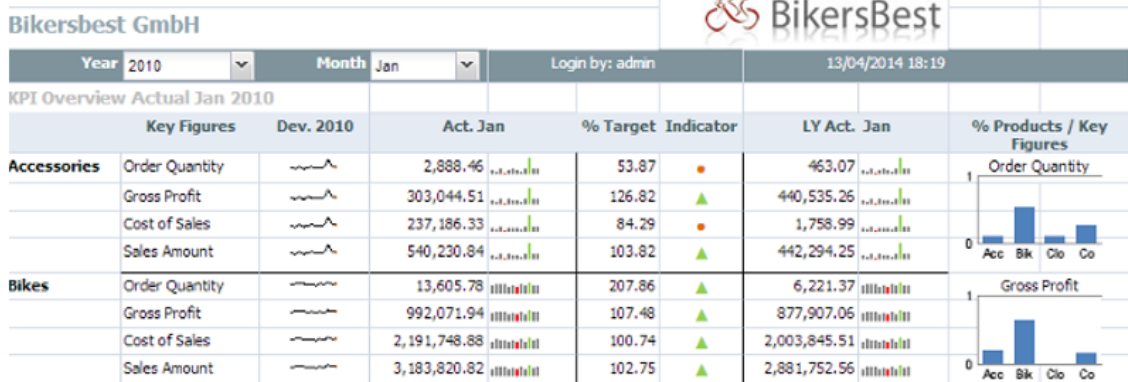 BikersBest
Bikersbest GmbH
Year 2010 Month Jan Login by: admin 13/04/2014 18:19
KPI Overview Actual Jan 2010
Key Figures Dev. 2010 Act. Jan % Target Indicator LY Act. Jan % Products / Key
Figures
Accessories Order Quantity 2,888.46 53.87 463.07 Order Quantity
1
Gross Profit 303,044.51 126.82 440,535.26
Cost of Sales 237,186.33 84.29 1,758.99
Sales Amount 540,230.84 103.82 442,294.25
0
Acc Bik Clo Co
Bikes Order Quantity 13,605.78 207.86 6,221.37 Gross Profit
1
Gross Profit 992,071.94 107.48 877,907.06
Cost of Sales 2,191,748.88 100.74 2,003,845.51
Sales Amount 3,183,820.82 102.75 2,881,752.56
0
Acc Bik Clo Co